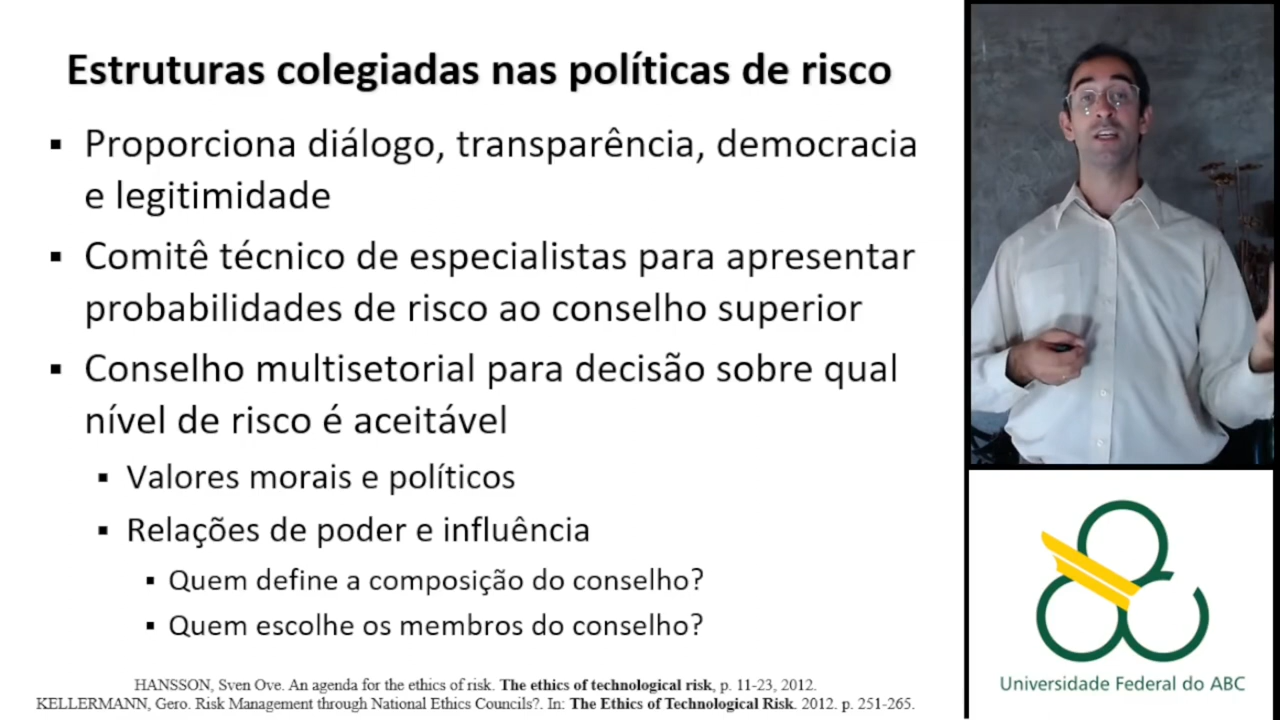 Estruturas colegiadas nas políticas de risco
▪ Proporciona diálogo, transparência, democracia
e legitimidade
▪ Comitê técnico de especialistas para apresentar
probabilidades de risco ao conselho superior
▪ Conselho multisetorial para decisão sobre qual
nível de risco é aceitável
▪ Valores morais e políticos
▪ Relações de poder e influência
▪ Quem define a composição do conselho?
▪ Quem escolhe os membros do conselho?
HANSSON, Sven Ove. An agenda for the ethics of risk. The ethics of technological risk, p. 11-23, 2012.
KELLERMANN, Gero. Risk Management through National Ethics Councils?. In: The Ethics of Technological Risk. 2012. p. 251-265.
Universidade Federal do ABC